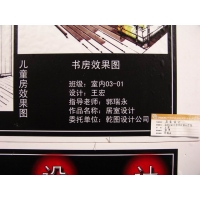 儿童房效果图
书房效果图
班级：室内03-01
设计：王宏
指导老师：郭瑞永
作品名称：居室设计
委托单位：乾图设计公司
设 计